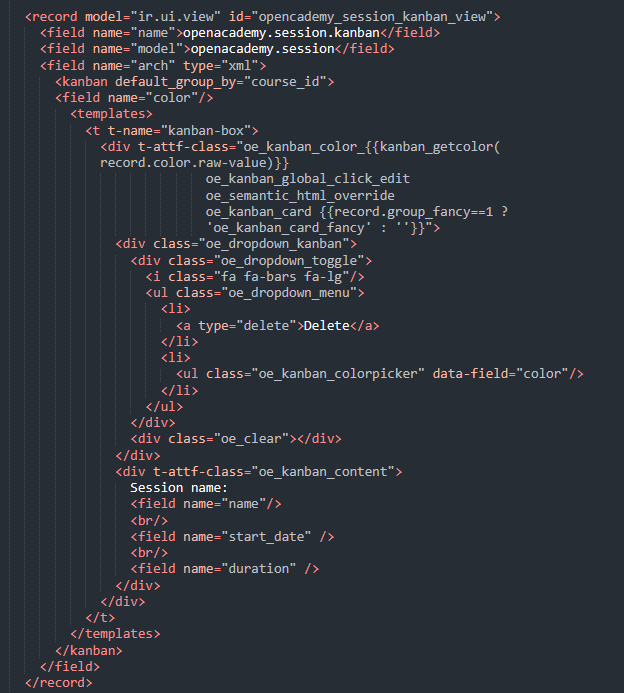 <record model="ir.ui.view" id="opencademy_session_kanban_view">
<field name="name">openacademy.session.kanban</field>
<field name="model">openacademy.session</field>
<field name="arch" type="xml">
<kanban default_group_by="course_id">
<field name="color"/>
<templates>
<t t-name="kanban-box">
<div t-attf-class="oe_kanban_color_{{kanban_getcolor(
record.color.raw-value)}}
oe_kanban_global_click_edit
oe_semantic_html_override
oe_kanban_card {{record.group_fancy==1 ?
'oe_kanban_card_fancy' : ''}}">
<div class="oe_dropdown_kanban">
<div class="oe_dropdown_toggle">
<i class="fa fa-bars fa-lg"/>
<ul class="oe_dropdown_menu">
<li>
<a type="delete">Delete</a>
</li>
<li>
<ul class="oe_kanban_colorpicker" data-field="color"/>
</li>
</ul>
</div>
<div class="oe_clear"></div>
</div>
<div t-attf-class="oe_kanban_content">
Session name:
<field name="name"/>
<br/>
<field name="start_date" />
<br/>
<field name="duration" />
</div>
</div>
</t>
</templates>
</kanban>
</field>
</record>